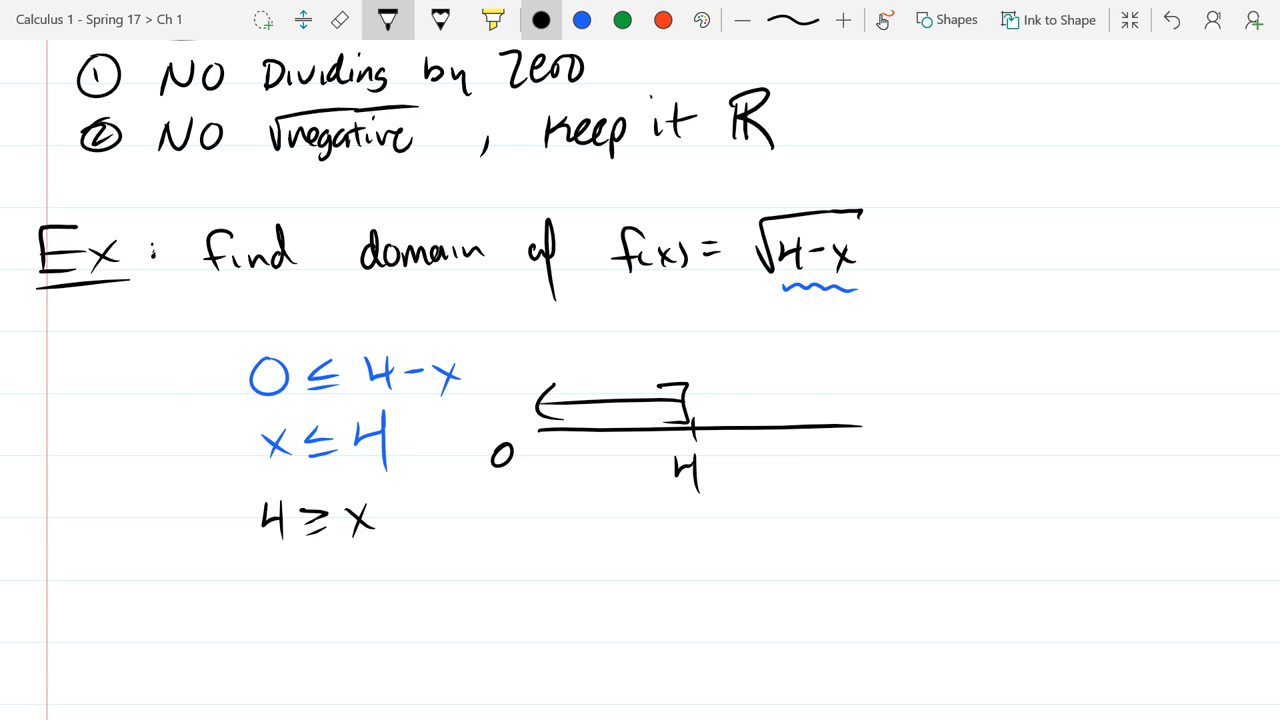 Calculus 1 - Spring 17 > Ch 1
Shapes
Ink to Shape
① NO Dividing by Zero
② NO √negative , Keep it ℝ
Ex : Find domain of f(x) = √4-x
0 ≤ 4-x
x ≤ 4
0 4
4 ≥ x